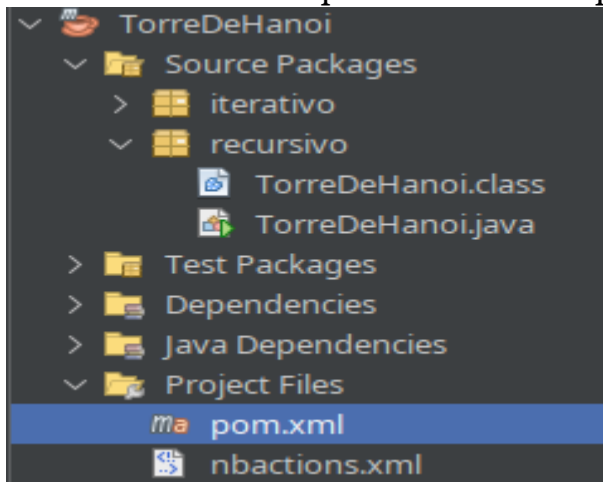 TorreDeHanoi
Source Packages
iterativo
recursivo
TorreDeHanoi.class
TorreDeHanoi.java
Test Packages
Dependencies
Java Dependencies
Project Files
ma pom.xml
nbactions.xml